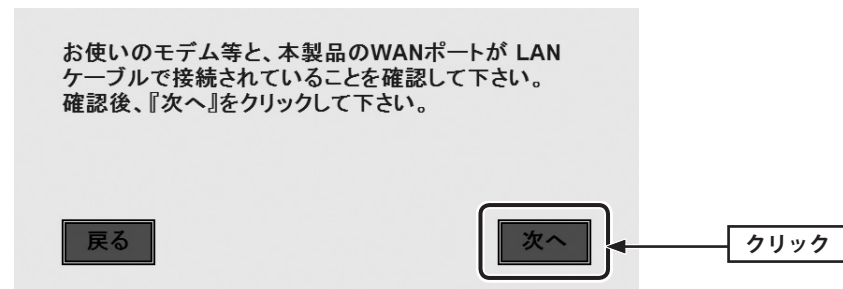 お使いのモデム等と、本製品のWANポートが LAN
ケーブルで接続されていることを確認して下さい。
確認後、『次へ』をクリックして下さい。
戻る
次へ
クリック